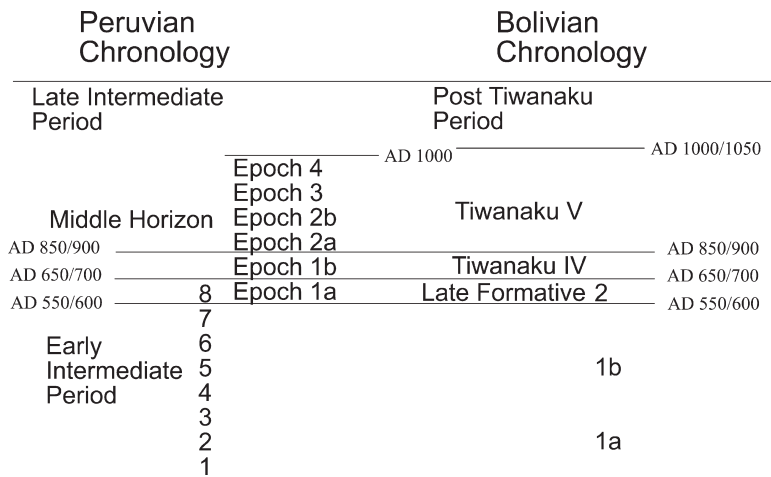 Peruvian Chronology
Bolivian Chronology
Late Intermediate Period
Post Tiwanaku Period
AD 1000
AD 1000/1050
Epoch 4
Epoch 3
Middle Horizon
Epoch 2b
Tiwanaku V
AD 850/900
Epoch 2a
AD 850/900
AD 650/700
Epoch 1b
Tiwanaku IV
AD 650/700
AD 550/600
8
Epoch 1a
Late Formative 2
AD 550/600
7
Early Intermediate Period
6
5
1b
4
3
2
1a
1